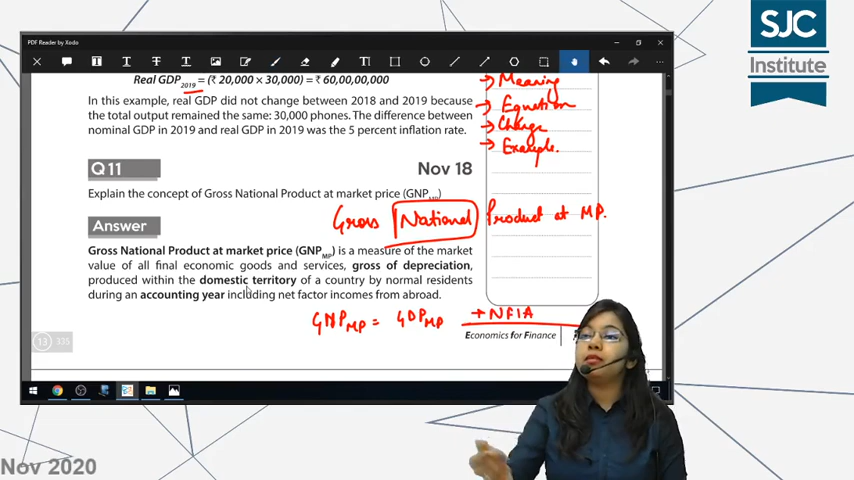 PDF Reader by Xodo
SJC
Institute
Real GDP2019 = (₹ 20,000 × 30,000) = ₹ 60,00,00,000
In this example, real GDP did not change between 2018 and 2019 because
the total output remained the same: 30,000 phones. The difference between
nominal GDP in 2019 and real GDP in 2019 was the 5 percent inflation rate.
→ Meaning
→ Equation
→ Change
→ Example.
Q11
Nov 18
Explain the concept of Gross National Product at market price (GNPMP)
Gross National Product at MP.
Answer
Gross National Product at market price (GNPMP) is a measure of the market
value of all final economic goods and services, gross of depreciation,
produced within the domestic territory of a country by normal residents
during an accounting year including net factor incomes from abroad.
GNPMP = GDPMP + NFIA
Economics for Finance
13 135
Nov 2020